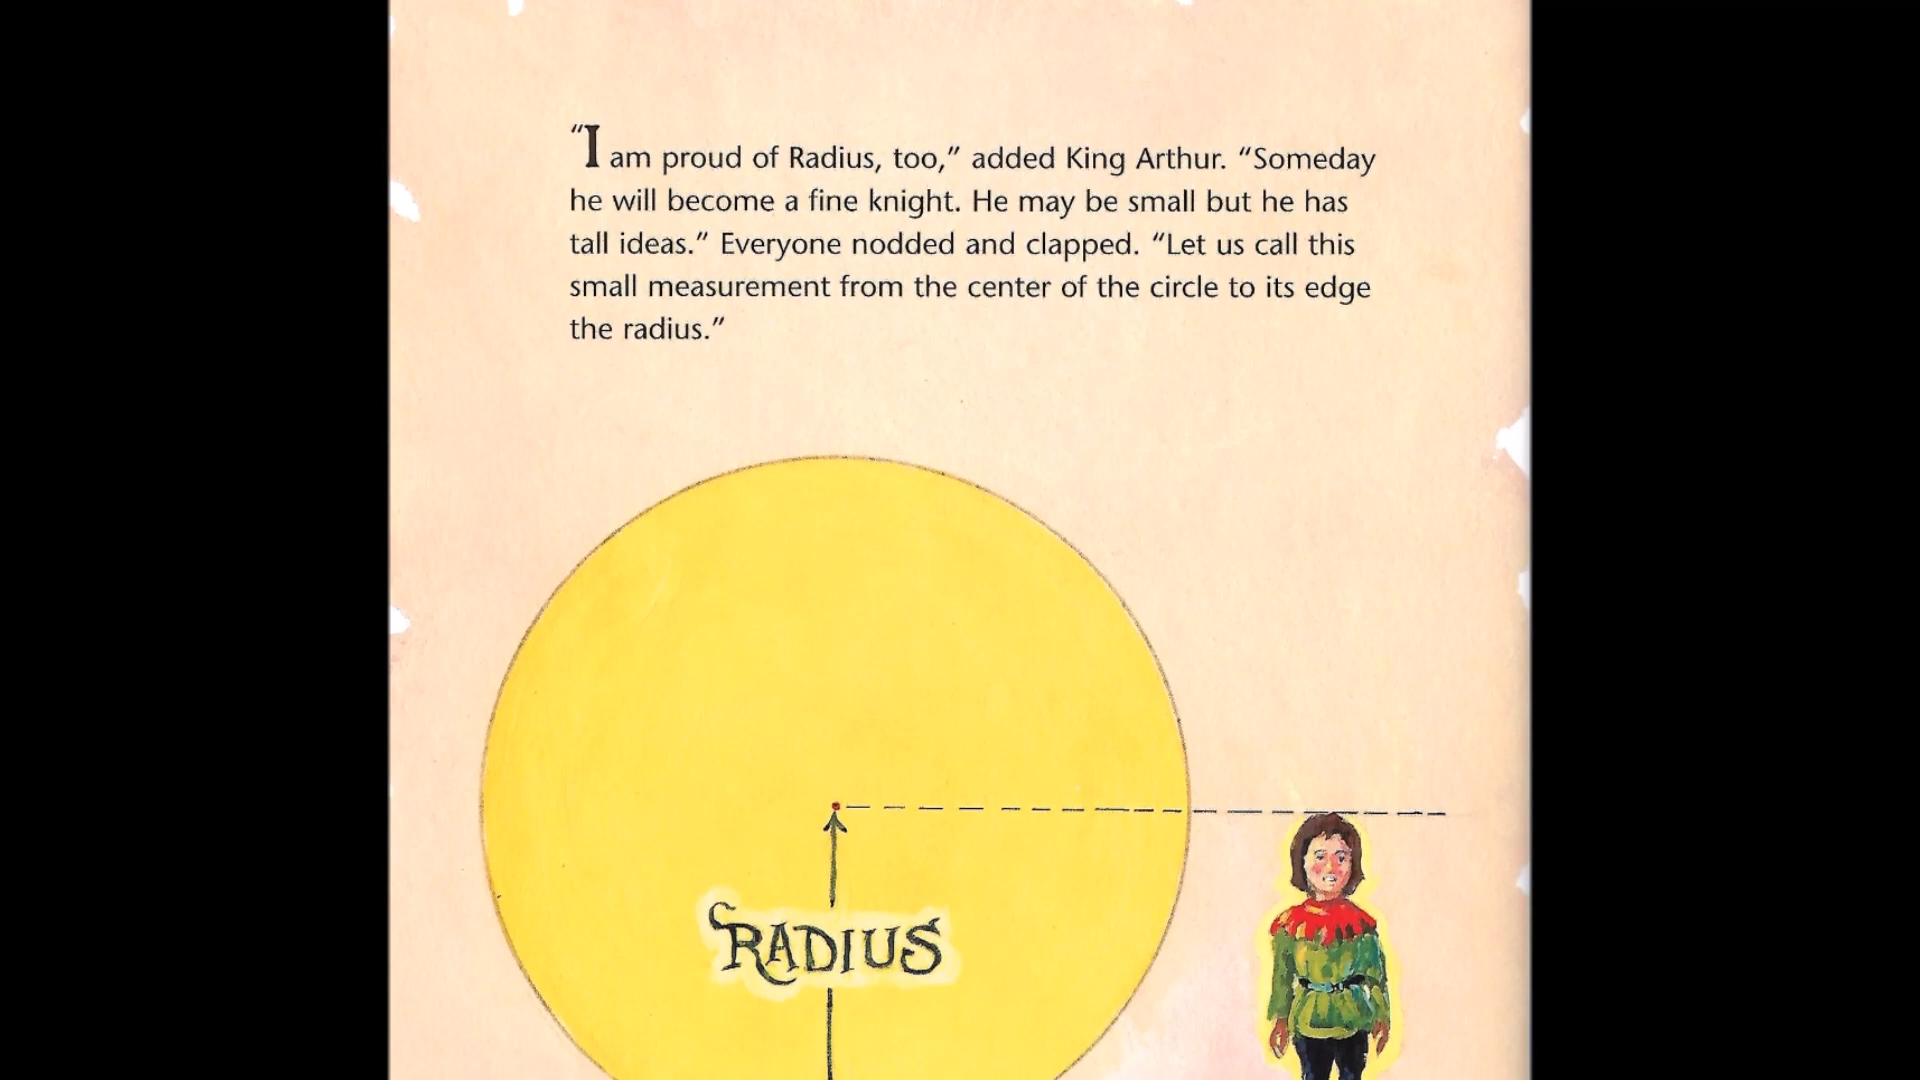 “I am proud of Radius, too,” added King Arthur. “Someday
he will become a fine knight. He may be small but he has
tall ideas.” Everyone nodded and clapped. “Let us call this
small measurement from the center of the circle to its edge
the radius.”
RADIUS